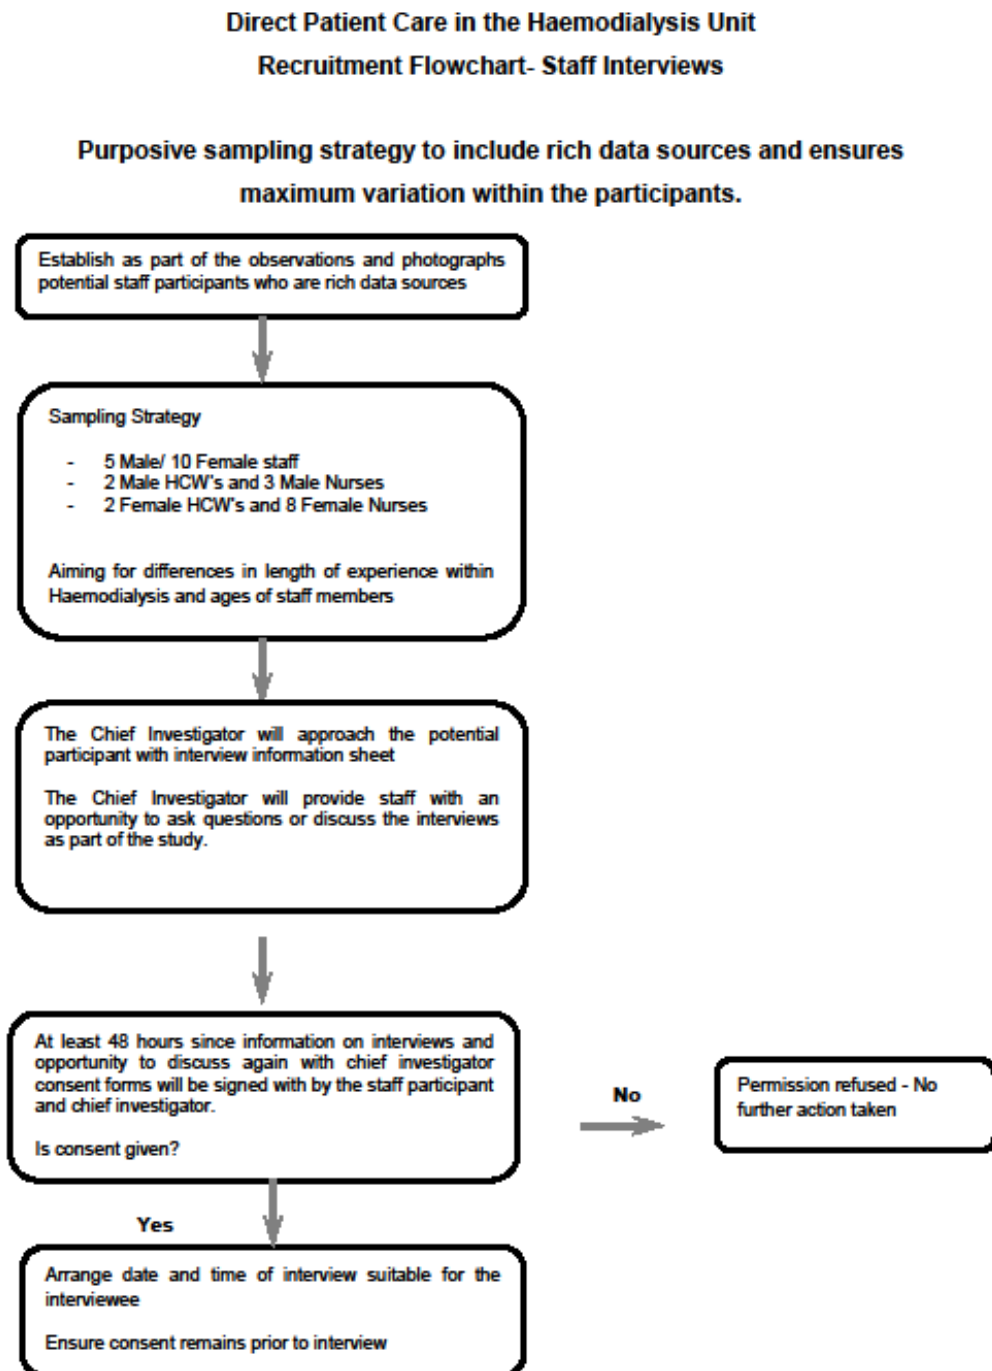 Direct Patient Care in the Haemodialysis Unit
Recruitment Flowchart- Staff Interviews
Purposive sampling strategy to include rich data sources and ensures
maximum variation within the participants.
Establish as part of the observations and photographs
potential staff participants who are rich data sources
Sampling Strategy
- 5 Male/ 10 Female staff
- 2 Male HCW's and 3 Male Nurses
- 2 Female HCW's and 8 Female Nurses
Aiming for differences in length of experience within
Haemodialysis and ages of staff members
The Chief Investigator will approach the potential
participant with interview information sheet
The Chief Investigator will provide staff with an
opportunity to ask questions or discuss the interviews
as part of the study.
At least 48 hours since information on interviews and
opportunity to discuss again with chief investigator
consent forms will be signed with by the staff participant
and chief investigator.
Is consent given?
No
Permission refused - No
further action taken
Yes
Arrange date and time of interview suitable for the
interviewee
Ensure consent remains prior to interview